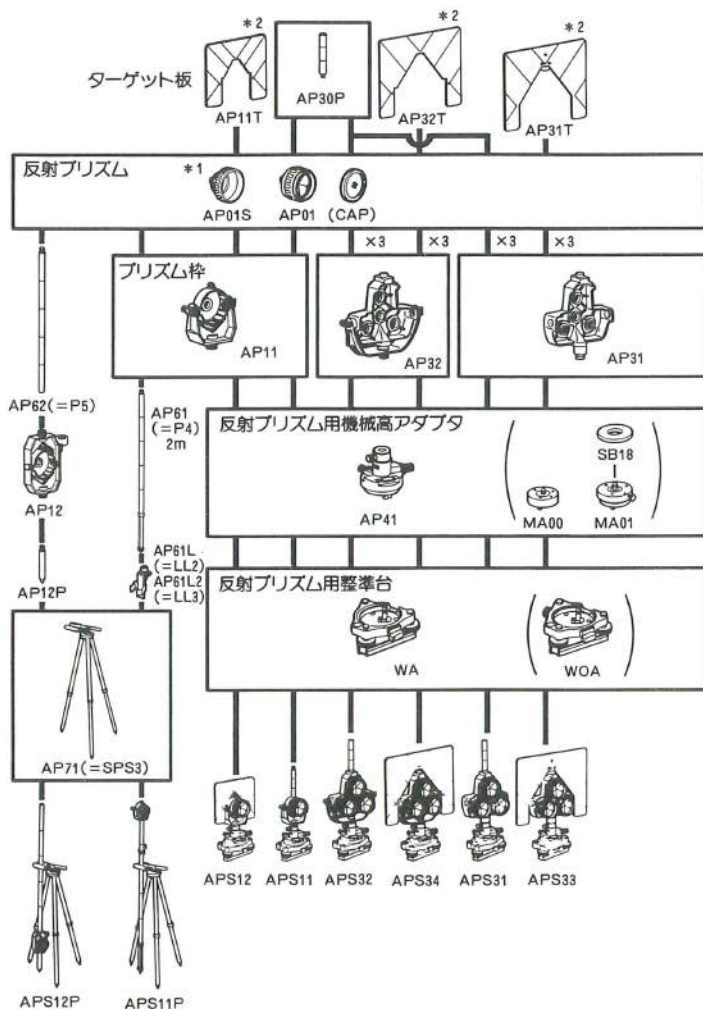 *2
*2
*2
ターゲット板
AP11T
AP30P
AP32T
AP31T
反射プリズム
*1
AP01S
AP01
(CAP)
×3
×3
×3
×3
プリズム枠
AP11
AP32
AP31
AP62(=P5)
AP61
(=P4)
2m
反射プリズム用機械高アダプタ
SB18
AP41
MA00
MA01
AP12
AP61L
(=LL2)
AP61L2
(=LL3)
AP12P
反射プリズム用整準台
WA
WOA
AP71(=SPS3)
APS12
APS11
APS32
APS34
APS31
APS33
APS12P
APS11P